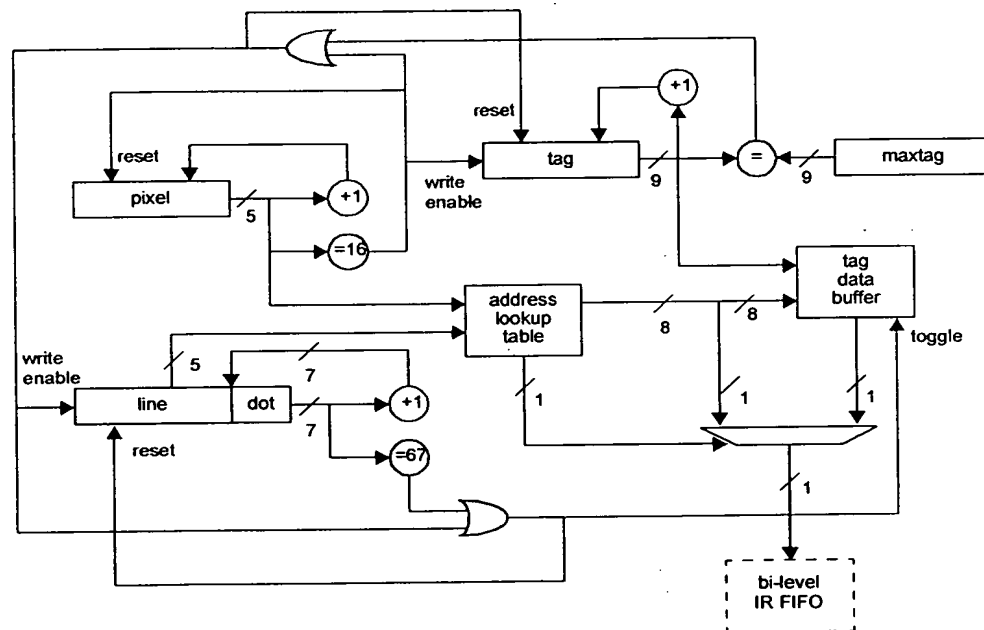 reset
+1
reset
tag
=
maxtag
9
9
write
enable
pixel
5
+1
=16
address
lookup
table
8
8
tag
data
buffer
toggle
write
enable
5
7
1
1
1
line
dot
7
+1
reset
=67
1
bi-level
IR FIFO